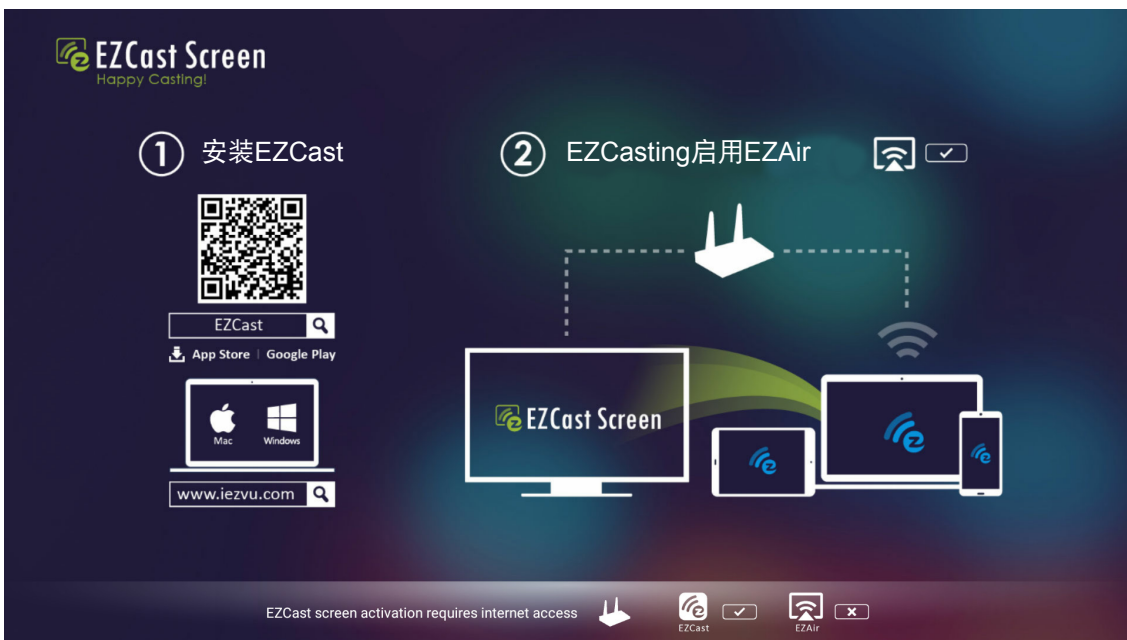 EZCast Screen
Happy Casting!
1 安装EZCast
EZCast
App Store | Google Play
Mac Windows
www.iezvu.com
2 EZCasting启用EZAir
EZCast Screen
EZCast screen activation requires internet access
EZCast
EZAir